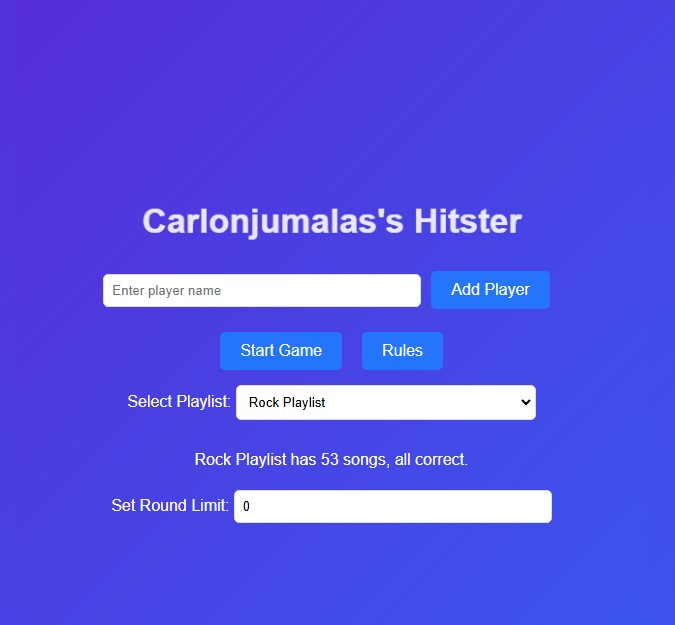 Carlonjumalas's Hitster
Enter player name Add Player
Start Game Rules
Select Playlist: Rock Playlist
Rock Playlist has 53 songs, all correct.
Set Round Limit: 0